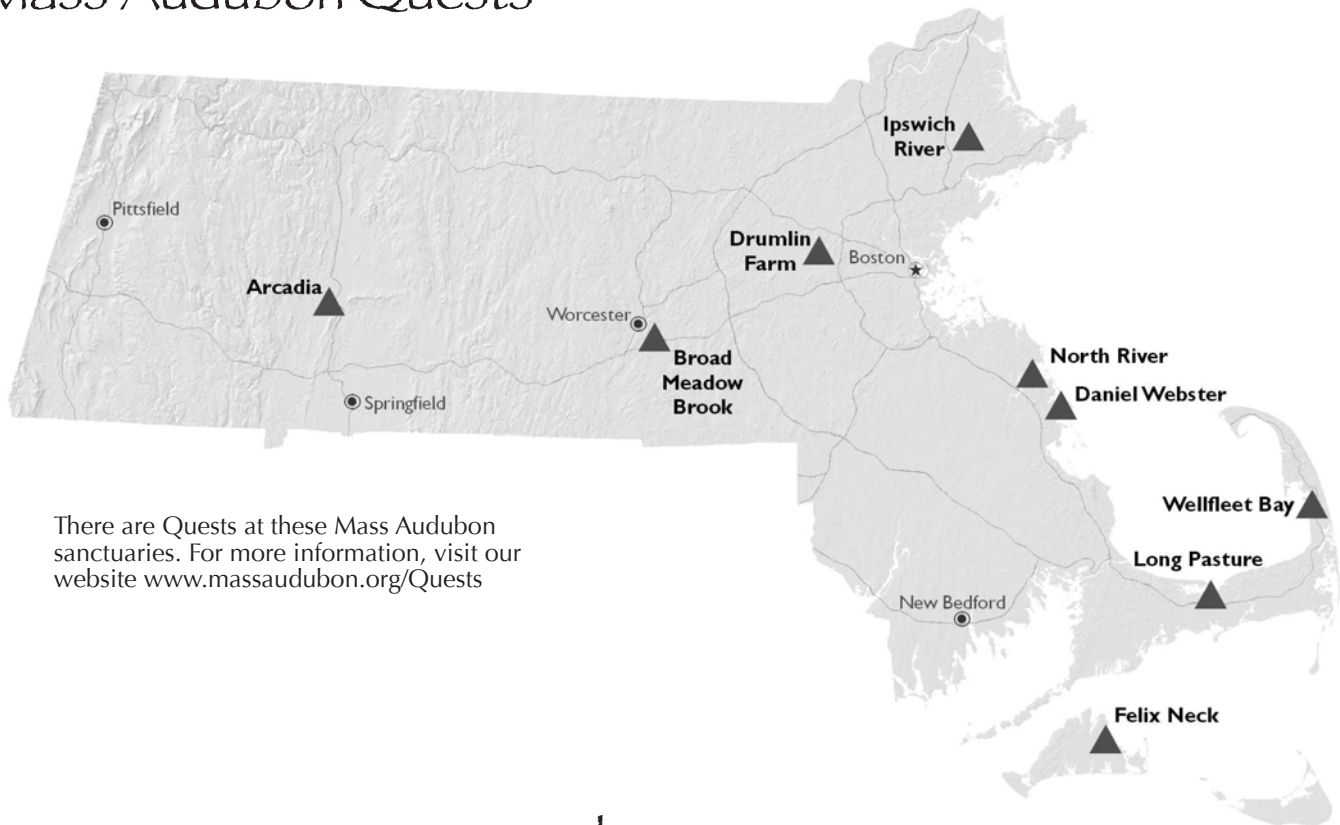 Mass Audubon Quests
Ipswich
River
Pittsfield
Drumlin
Farm
Boston
Arcadia
Worcester
Broad
Meadow
Brook
North River
Daniel Webster
Springfield
Wellfleet Bay
There are Quests at these Mass Audubon
sanctuaries. For more information, visit our
website www.massaudubon.org/Quests
Long Pasture
New Bedford
Felix Neck